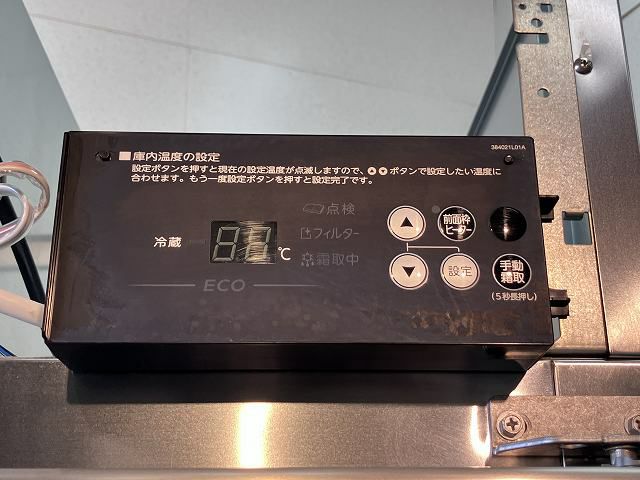 384021L01A
■庫内温度の設定
設定ボタンを押すと現在の設定温度が点滅しますので、▲▼ボタンで設定したい温度に
合わせます。もう一度設定ボタンを押すと設定完了です。
点検
フィルター
霜取中
冷蔵
℃
ECO
▲
前面枠
ヒーター
▼
設定
手動
霜取
(5秒長押し)